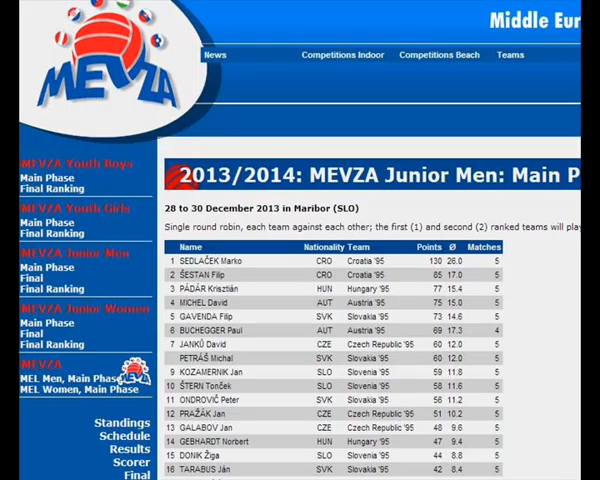 MEVZA
Middle Eur
News Competitions Indoor Competitions Beach Teams
MEVZA Youth Boys
Main Phase
Final Ranking
MEVZA Youth Girls
Main Phase
Final Ranking
MEVZA Junior Men
Main Phase
Final
Final Ranking
MEVZA Junior Women
Main Phase
Final
Final Ranking
MEVZA
MEL Men, Main Phase
MEL Women, Main Phase
MEVZA
Standings
Schedule
Results
Scorer
Final
2013/2014: MEVZA Junior Men: Main P
28 to 30 December 2013 in Maribor (SLO)
Single round robin, each team against each other; the first (1) and second (2) ranked teams will play
Name Nationality Team Points Ø Matches
1 SEDLAČEK Marko CRO Croatia '95 130 26.0 5
2 ŠESTAN Filip CRO Croatia '95 85 17.0 5
3 PÁDÁR Krisztián HUN Hungary '95 77 15.4 5
4 MICHEL David AUT Austria '95 75 15.0 5
5 GAVENDA Filip SVK Slovakia '95 73 14.6 5
6 BUCHEGGER Paul AUT Austria '95 69 17.3 4
7 JANKŮ David CZE Czech Republic '95 60 12.0 5
PETRÁŠ Michal SVK Slovakia '95 60 12.0 5
9 KOZAMERNIK Jan SLO Slovenia '95 59 11.8 5
10 ŠTERN Tonček SLO Slovenia '95 58 11.6 5
11 ONDROVIČ Peter SVK Slovakia '95 56 11.2 5
12 PRAŽÁK Jan CZE Czech Republic '95 51 10.2 5
13 GALABOV Jan CZE Czech Republic '95 48 9.6 5
14 GEBHARDT Norbert HUN Hungary '95 47 9.4 5
15 DONIK Žiga SLO Slovenia '95 44 8.8 5
16 TARABUS Ján SVK Slovakia '95 42 8.4 5